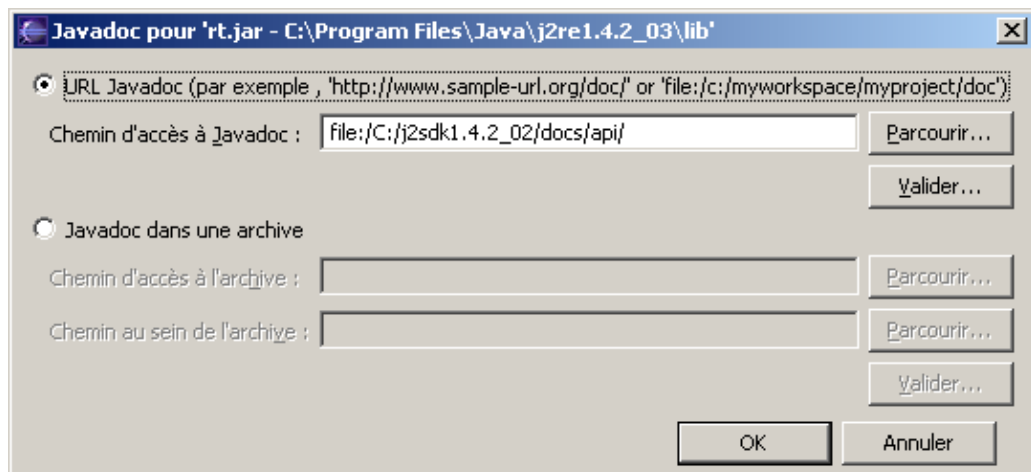 Javadoc pour 'rt.jar - C:\Program Files\Java\j2re1.4.2_03\lib'
URL Javadoc (par exemple , 'http://www.sample-url.org/doc/' or 'file:/c:/myworkspace/myproject/doc')
Chemin d'accès à Javadoc : file:/C:/j2sdk1.4.2_02/docs/api/ Parcourir...
Valider...
Javadoc dans une archive
Chemin d'accès à l'archive : Parcourir...
Chemin au sein de l'archive : Parcourir...
Valider...
OK Annuler